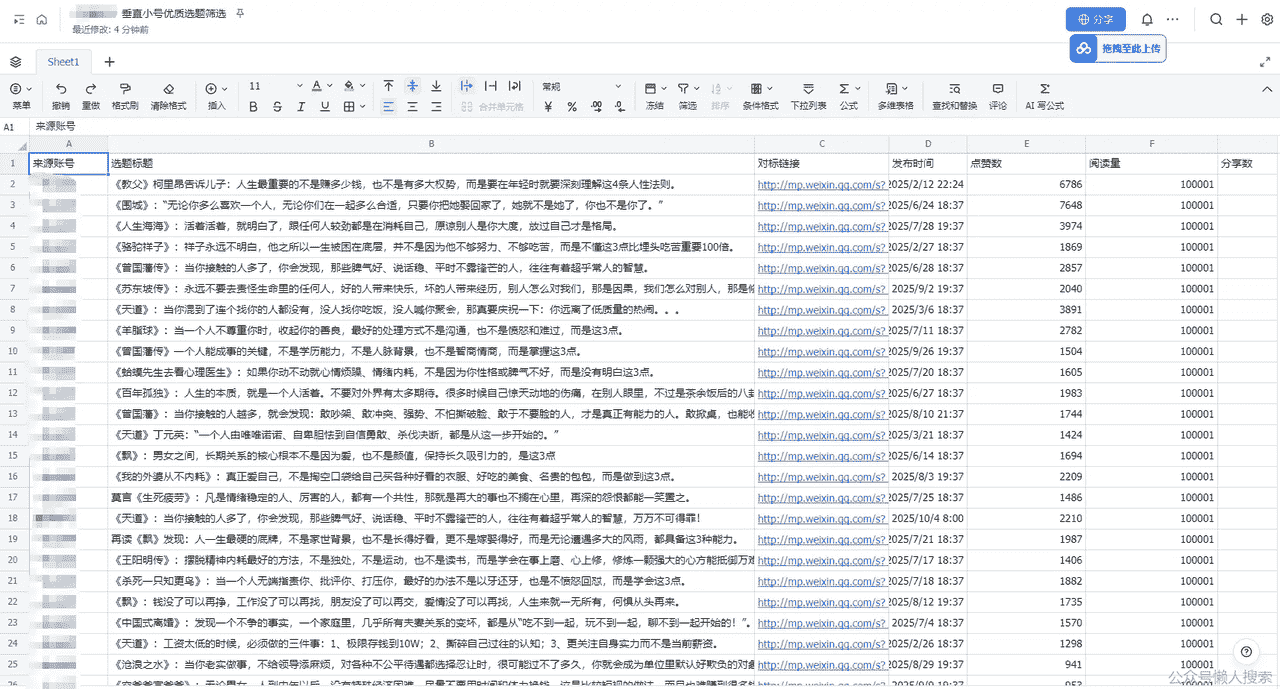 垂直小号优质选题筛选
最近修改: 4 分钟前
分享
拖拽至此上传
Sheet1
菜单 撤销 重做 格式刷 清除格式 插入 11 合并单元格 常规 冻结 筛选 排序 条件格式 下拉列表 公式 多维表格 查找和替换 评论 AI 写公式
A1 来源账号
A B C D E F
1 来源账号 选题标题 对标链接 发布时间 点赞数 阅读量 分享数
2 《教父》柯里昂告诉儿子：人生最重要的不是赚多少钱，也不是有多大权势，而是要在年轻时就要深刻理解这4条人性法则。 http://mp.weixin.qq.com/s? 2025/2/12 22:24 6786 100001
3 《围城》：“无论你多么喜欢一个人，无论你们在一起多么合适，只要你把她娶回家了，她就不是她了，你也不是你了。” http://mp.weixin.qq.com/s? 2025/6/24 18:37 7648 100001
4 《人生海海》：活着活着，就明白了，跟任何人较劲都是在消耗自己，原谅别人是你大度，放过自己才是格局。 http://mp.weixin.qq.com/s? 2025/7/28 19:37 3974 100001
5 《骆驼祥子》：祥子永远不明白，他之所以一生被困在底层，并不是因为他不够努力、不够吃苦，而是不懂这3点比埋头吃苦重要100倍。 http://mp.weixin.qq.com/s? 2025/2/27 18:37 1869 100001
6 《曾国藩传》：当你接触的人多了，你会发现，那些脾气好、说话稳、平时不露锋芒的人，往往有着超乎常人的智慧。 http://mp.weixin.qq.com/s? 2025/6/28 18:37 2857 100001
7 《苏东坡传》：永远不要去责怪生命里的任何人，好的人带来快乐，坏的人带来经历，别人怎么对我们，那是因果，我们怎么对别人，那是修 http://mp.weixin.qq.com/s? 2025/9/2 19:37 2040 100001
8 《天道》：当你混到了连个找你的人都没有，没人找你吃饭，没人喊你聚会，那真要庆祝一下：你远离了低质量的热闹。。。 http://mp.weixin.qq.com/s? 2025/3/6 18:37 3891 100001
9 《羊脂球》：当一个人不尊重你时，收起你的善良，最好的处理方式不是沟通，也不是愤怒和难过，而是这3点。 http://mp.weixin.qq.com/s? 2025/7/11 18:37 2782 100001
10 《曾国藩传》一个人能成事的关键，不是学历能力，不是人脉背景，也不是智商情商，而是掌握这3点。 http://mp.weixin.qq.com/s? 2025/9/26 19:37 1504 100001
11 《蛤蟆先生去看心理医生》：如果你动不动就心情烦躁、情绪内耗，不是因为你性格或脾气不好，而是没有明白这3点。 http://mp.weixin.qq.com/s? 2025/7/20 18:37 1605 100001
12 《百年孤独》：人生的本质，就是一个人活着。不要对外界有太多期待。很多时候自己惊天动地的伤痛，在别人眼里，不过是茶余饭后的八卦 http://mp.weixin.qq.com/s? 2025/6/27 18:37 1983 100001
13 《曾国藩》：当你接触的人越多，就会发现：敢吵架、敢冲突、强势、不怕撕破脸、敢于不要脸的人，才是真正有能力的人。敢掀桌，也能收 http://mp.weixin.qq.com/s? 2025/8/10 21:37 1744 100001
14 《天道》丁元英：“一个人由唯唯诺诺、自卑胆怯到自信勇敢、杀伐决断，都是从这一步开始的。” http://mp.weixin.qq.com/s? 2025/3/21 18:37 1424 100001
15 《飘》：男女之间，长期关系的核心根本不是因为爱，也不是颜值，保持长久吸引力的，是这3点 http://mp.weixin.qq.com/s? 2025/6/14 18:37 1694 100001
16 《我的外婆从不内耗》：真正爱自己，不是掏空口袋给自己买各种好看的衣服、好吃的美食、名贵的包包，而是做到这3点。 http://mp.weixin.qq.com/s? 2025/8/3 19:37 2209 100001
17 莫言《生死疲劳》：凡是情绪稳定的人、厉害的人，都有一个共性，那就是再大的事也不搁在心里，再深的怨恨都能一笑置之。 http://mp.weixin.qq.com/s? 2025/7/25 18:37 1486 100001
18 《天道》：当你接触的人多了，你会发现，那些脾气好、说话稳、平时不露锋芒的人，往往有着超乎常人的智慧，万万不可得罪！ http://mp.weixin.qq.com/s? 2025/10/4 8:00 2210 100001
19 再读《飘》发现：人一生最硬的底牌，不是家世背景，也不是长得好看，更不是嫁娶得好，而是无论遭遇多大的风雨，都具备这3种能力。 http://mp.weixin.qq.com/s? 2025/7/21 18:37 1987 100001
20 《王阳明传》：摆脱精神内耗最好的方法，不是独处，不是运动，也不是读书，而是学会在事上磨、心上修，修炼一颗强大的心方能抵御万难 http://mp.weixin.qq.com/s? 2025/7/17 18:37 1406 100001
21 《杀死一只知更鸟》：当一个人无端指责你、批评你、打压你，最好的办法不是以牙还牙，也是不愤怒回怼，而是学会这3点。 http://mp.weixin.qq.com/s? 2025/7/18 18:37 1882 100001
22 《飘》：钱没了可以再挣，工作没了可以再找，朋友没了可以再交，爱情没了可以再找，人生来就一无所有，何惧从头再来。 http://mp.weixin.qq.com/s? 2025/8/12 19:37 1735 100001
23 《中国式离婚》：发现一个不争的事实，一个家庭里，几乎所有夫妻关系的变坏，都是从“吃不到一起，玩不到一起，聊不到一起开始的！”。 http://mp.weixin.qq.com/s? 2025/7/4 18:37 1570 100001
24 《天道》：工资太低的时候，必须做的三件事：1、极限存钱到10W；2、撕碎自己过往的认知；3、更关注自身实力而不是当前薪资。 http://mp.weixin.qq.com/s? 2025/2/26 18:37 1298 100001
25 《沧浪之水》：当你老实做事，不给领导添麻烦，对各种不公平待遇都选择忍让时，很可能过不了多久，你就会成为单位里默认好欺负的对象 http://mp.weixin.qq.com/s? 2025/8/29 19:37 941 100001
公众号懒人搜索